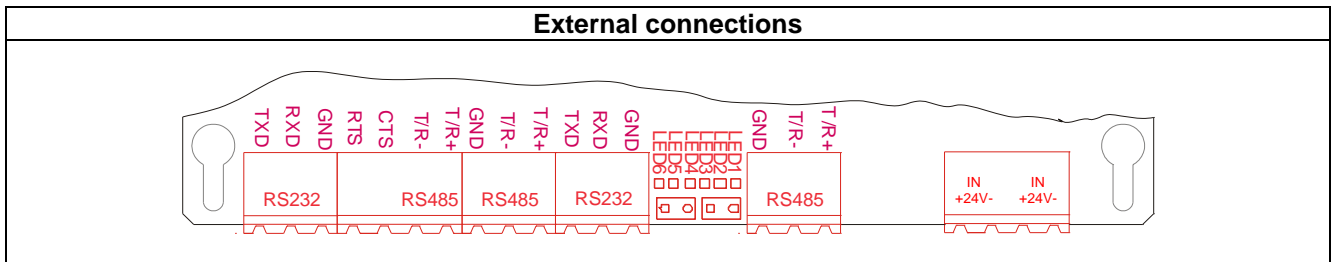 External connections
TXD RXD GND RTS CTS T/R- T/R+ GND T/R- T/R+ TXD RXD GND LED6 LED5 LED4 LED3 LED2 LED1 GND T/R- T/R+
RS232 RS485 RS485 RS232 RS485 IN IN
+24V- +24V-